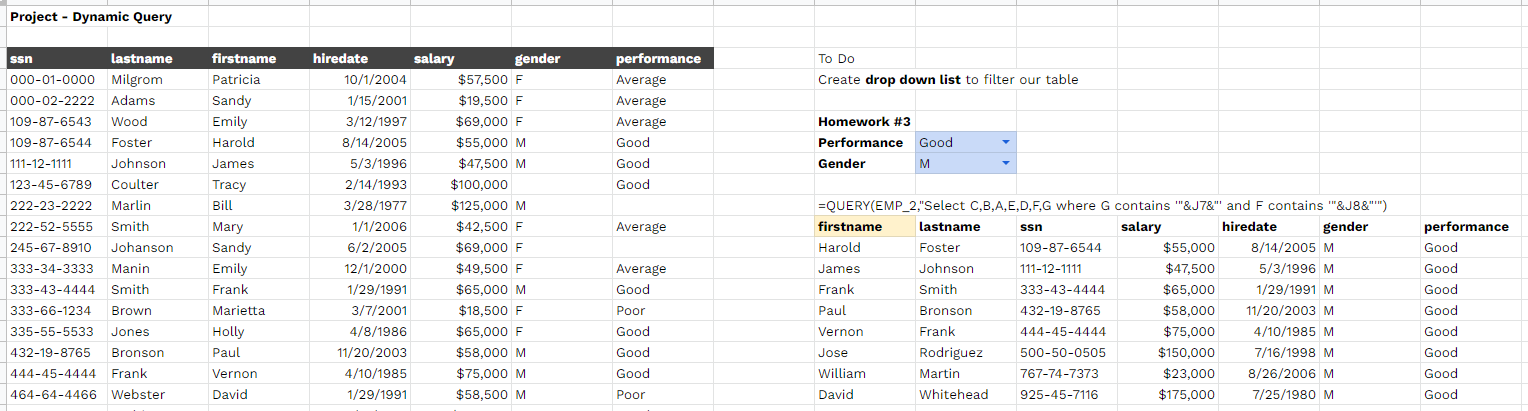 Project - Dynamic Query
ssn lastname firstname hiredate salary gender performance To Do
000-01-0000 Milgrom Patricia 10/1/2004 $57,500 F Average Create drop down list to filter our table
000-02-2222 Adams Sandy 1/15/2001 $19,500 F Average
109-87-6543 Wood Emily 3/12/1997 $69,000 F Average Homework #3
109-87-6544 Foster Harold 8/14/2005 $55,000 M Good Performance Good
111-12-1111 Johnson James 5/3/1996 $47,500 M Good Gender M
123-45-6789 Coulter Tracy 2/14/1993 $100,000 Good
222-23-2222 Marlin Bill 3/28/1977 $125,000 M =QUERY(EMP_2,"Select C,B,A,E,D,F,G where G contains '"&J7&"' and F contains '"&J8&"'")
222-52-5555 Smith Mary 1/1/2006 $42,500 F Average firstname lastname ssn salary hiredate gender performance
245-67-8910 Johanson Sandy 6/2/2005 $69,000 F Harold Foster 109-87-6544 $55,000 8/14/2005 M Good
333-34-3333 Manin Emily 12/1/2000 $49,500 F Average James Johnson 111-12-1111 $47,500 5/3/1996 M Good
333-43-4444 Smith Frank 1/29/1991 $65,000 M Good Frank Smith 333-43-4444 $65,000 1/29/1991 M Good
333-66-1234 Brown Marietta 3/7/2001 $18,500 F Poor Paul Bronson 432-19-8765 $58,000 11/20/2003 M Good
335-55-5533 Jones Holly 4/8/1986 $65,000 F Good Vernon Frank 444-45-4444 $75,000 4/10/1985 M Good
432-19-8765 Bronson Paul 11/20/2003 $58,000 M Good Jose Rodriguez 500-50-0505 $150,000 7/16/1998 M Good
444-45-4444 Frank Vernon 4/10/1985 $75,000 M Good William Martin 767-74-7373 $23,000 8/26/2006 M Good
464-64-4466 Webster David 1/29/1991 $58,500 M Poor David Whitehead 925-45-7116 $175,000 7/25/1980 M Good